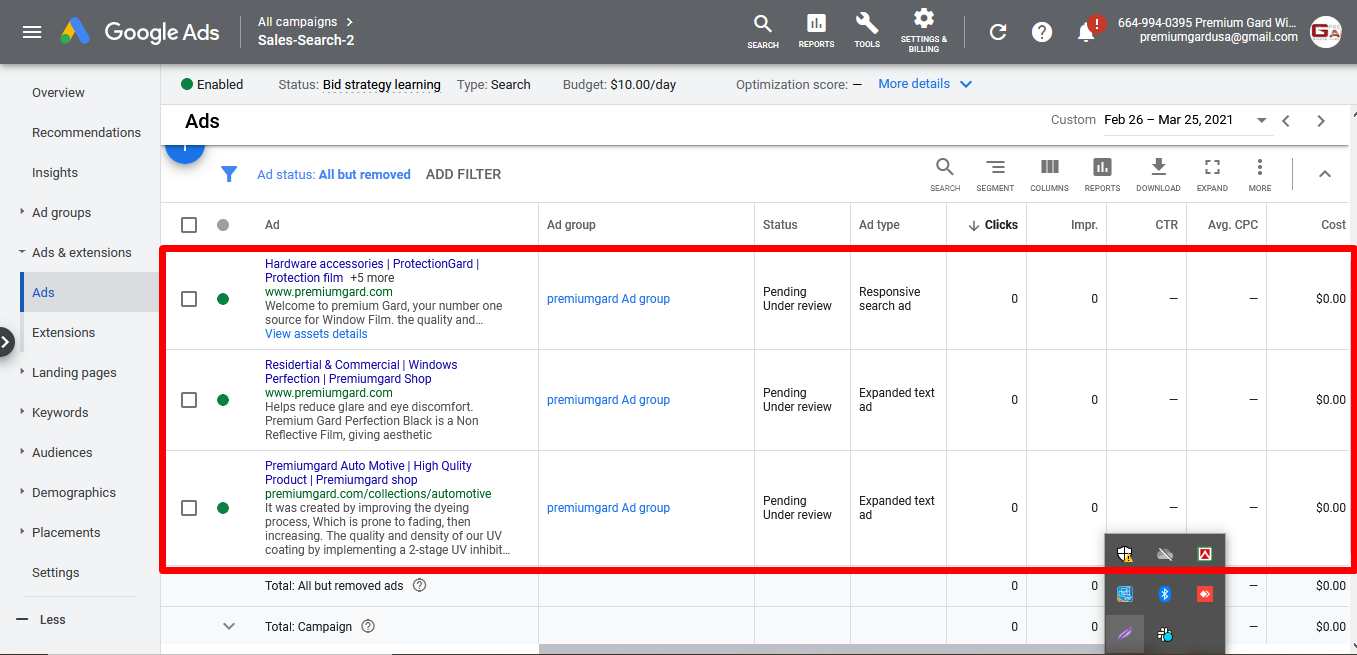 Google Ads
All campaigns
Sales-Search-2
SEARCH
REPORTS
TOOLS
SETTINGS &
BILLING
!
664-994-0395 Premium Gard Wi...
premiumgardusa@gmail.com
Overview
Recommendations
Insights
Ad groups
Ads & extensions
Ads
Extensions
Landing pages
Keywords
Audiences
Demographics
Placements
Settings
Less
Enabled Status: Bid strategy learning Type: Search Budget: $10.00/day Optimization score: — More details
Ads
Custom Feb 26 – Mar 25, 2021
Ad status: All but removed ADD FILTER
SEARCH SEGMENT COLUMNS REPORTS DOWNLOAD EXPAND MORE
Ad Ad group Status Ad type Clicks Impr. CTR Avg. CPC Cost
Hardware accessories | ProtectionGard |
Protection film +5 more
www.premiumgard.com
Welcome to premium Gard, your number one
source for Window Film. the quality and...
View assets details
premiumgard Ad group
Pending
Under review
Responsive
search ad
0 0 — — $0.00
Residertial & Commercial | Windows
Perfection | Premiumgard Shop
www.premiumgard.com
Helps reduce glare and eye discomfort.
Premium Gard Perfection Black is a Non
Reflective Film, giving aesthetic
premiumgard Ad group
Pending
Under review
Expanded text
ad
0 0 — — $0.00
Premiumgard Auto Motive | High Qulity
Product | Premiumgard shop
premiumgard.com/collections/automotive
It was created by improving the dyeing
process, Which is prone to fading, then
increasing. The quality and density of our UV
coating by implementing a 2-stage UV inhibit...
premiumgard Ad group
Pending
Under review
Expanded text
ad
0 0 — — $0.00
Total: All but removed ads ? 0 0 — $0.00
Total: Campaign ? 0 0 — $0.00